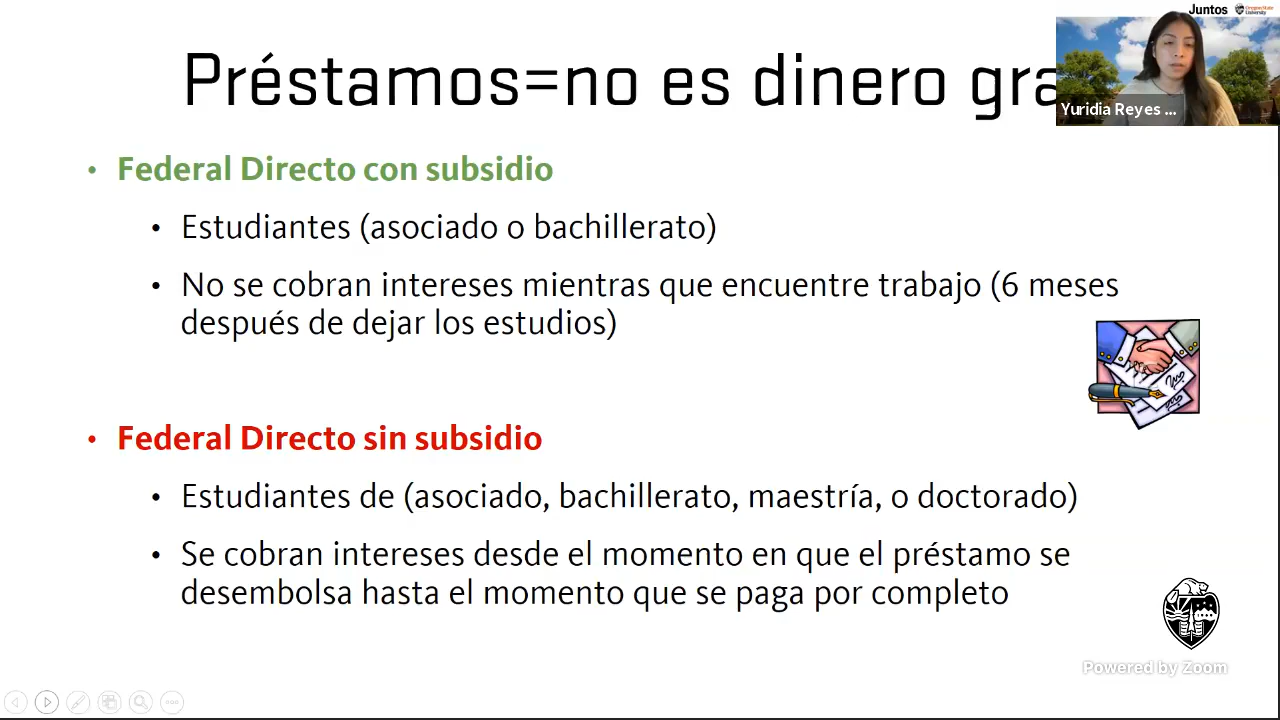 Juntos
Oregon State
University
Préstamos=no es dinero gra
Yuridia Reyes ...
• Federal Directo con subsidio
• Estudiantes (asociado o bachillerato)
• No se cobran intereses mientras que encuentre trabajo (6 meses
después de dejar los estudios)
• Federal Directo sin subsidio
• Estudiantes de (asociado, bachillerato, maestría, o doctorado)
• Se cobran intereses desde el momento en que el préstamo se
desembolsa hasta el momento que se paga por completo
Powered by Zoom